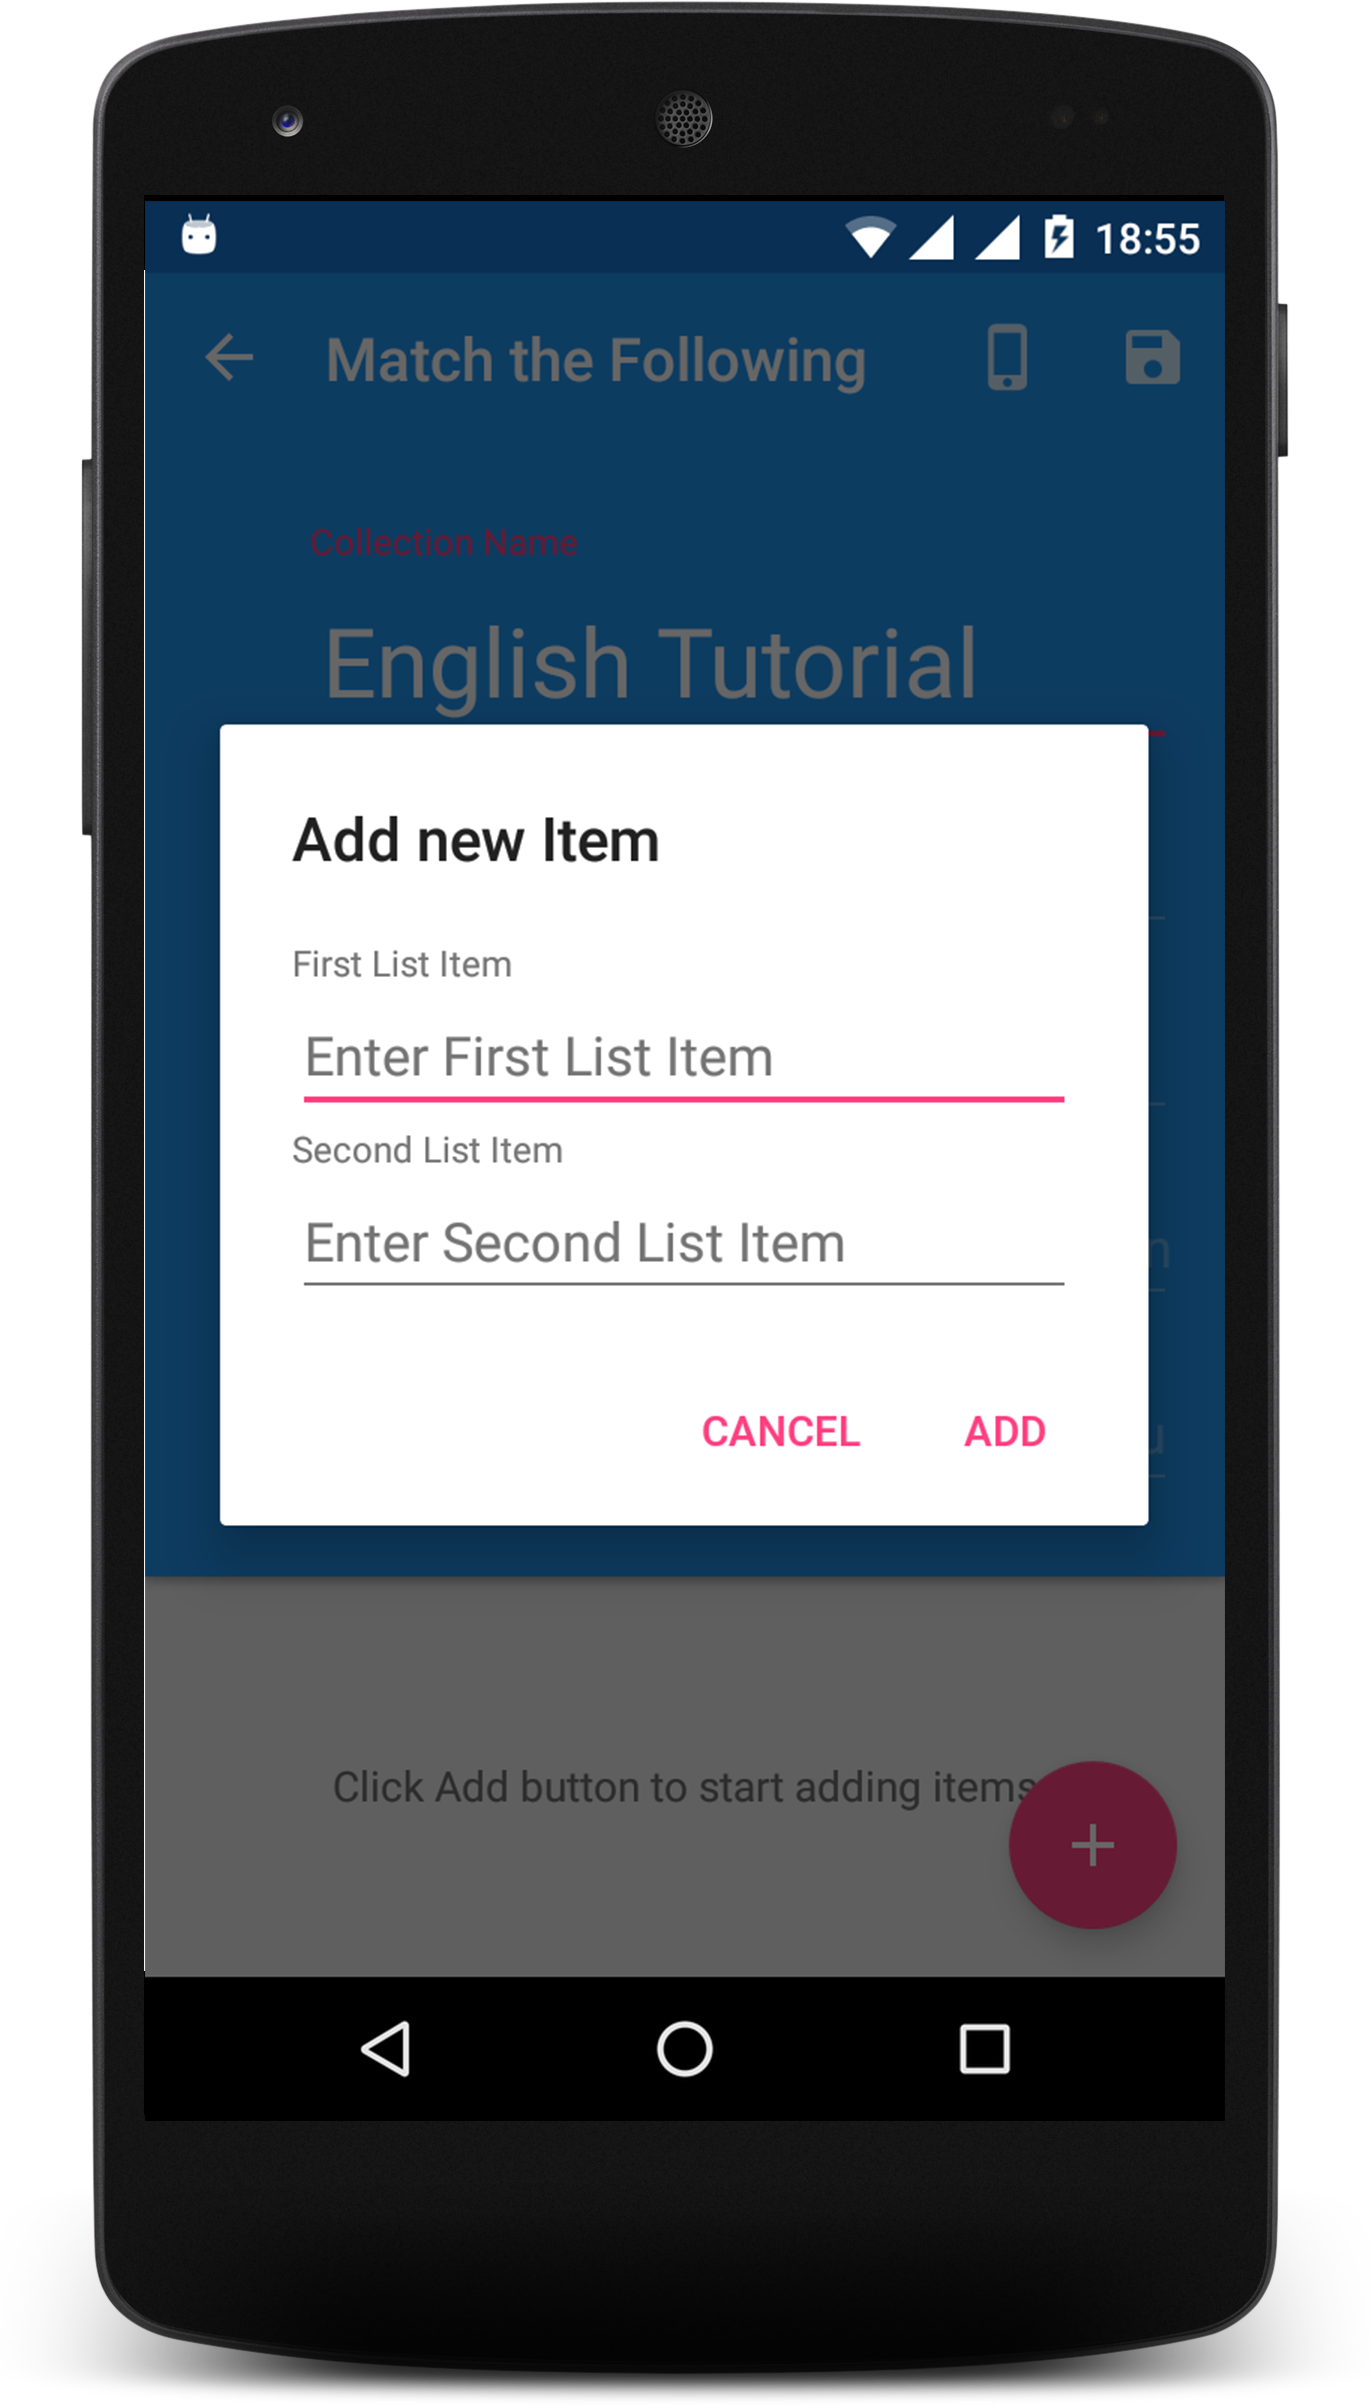 18:55
Match the Following
Collection Name
English Tutorial
Add new Item
First List Item
Enter First List Item
Second List Item
Enter Second List Item
CANCEL ADD
Click Add button to start adding items